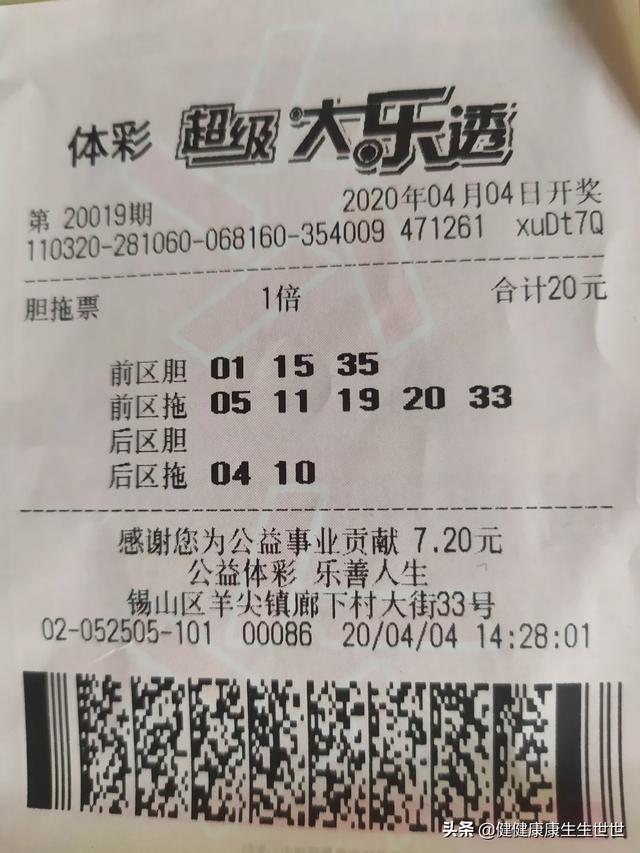 体彩 超级大乐透
第 20019期 2020年04月04日开奖
110320-281060-068160-354009 471261 xuDt7Q
胆拖票 1倍 合计20元
前区胆 01 15 35
前区拖 05 11 19 20 33
后区胆
后区拖 04 10
感谢您为公益事业贡献 7.20元
公益体彩 乐善人生
锡山区羊尖镇廊下村大街33号
02-052505-101 00086 20/04/04 14:28:01
头条 @健健康康生生世世